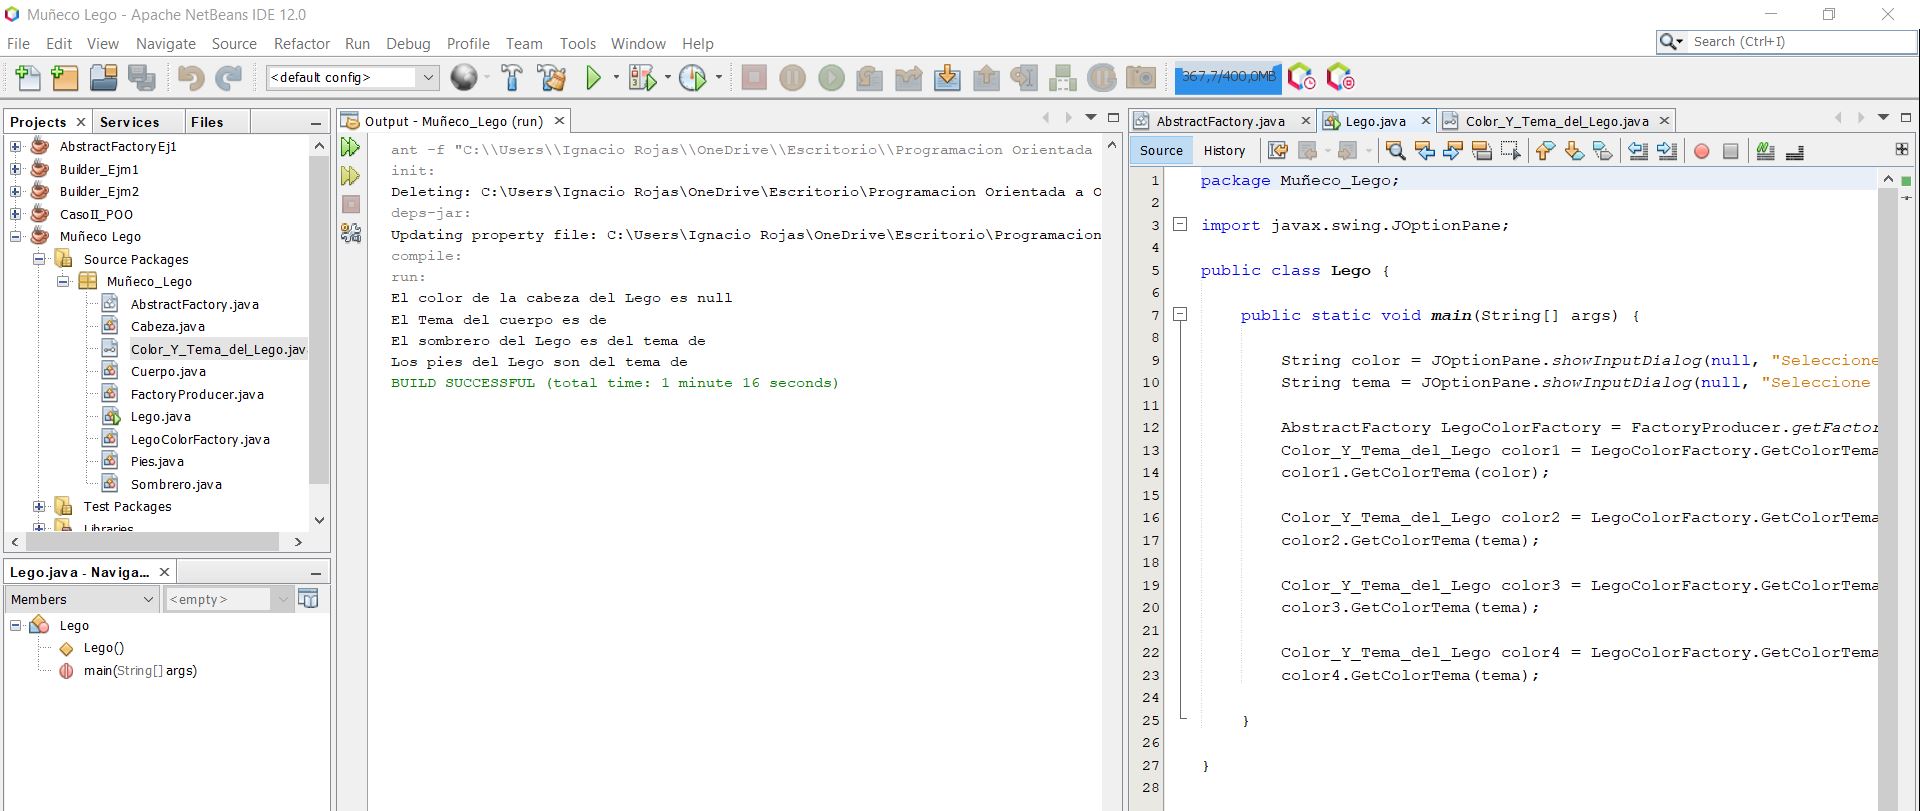 Muñeco Lego - Apache NetBeans IDE 12.0
File Edit View Navigate Source Refactor Run Debug Profile Team Tools Window Help
Search (Ctrl+I)
<default config>
367,7/400,0MB
Projects Services Files
AbstractFactoryEj1
Builder_Ejm1
Builder_Ejm2
CasoII_POO
Muñeco Lego
Source Packages
Muñeco_Lego
AbstractFactory.java
Cabeza.java
Color_Y_Tema_del_Lego.jav
Cuerpo.java
FactoryProducer.java
Lego.java
LegoColorFactory.java
Pies.java
Sombrero.java
Test Packages
Libraries
Lego.java - Naviga...
Members <empty>
Lego
Lego()
main(String[] args)
Output - Muñeco_Lego (run)
ant -f "C:\\Users\\Ignacio Rojas\\OneDrive\\Escritorio\\Programacion Orientada
init:
Deleting: C:\Users\Ignacio Rojas\OneDrive\Escritorio\Programacion Orientada a O
deps-jar:
Updating property file: C:\Users\Ignacio Rojas\OneDrive\Escritorio\Programacion
compile:
run:
El color de la cabeza del Lego es null
El Tema del cuerpo es de
El sombrero del Lego es del tema de
Los pies del Lego son del tema de
BUILD SUCCESSFUL (total time: 1 minute 16 seconds)
AbstractFactory.java Lego.java Color_Y_Tema_del_Lego.java
Source History
1 package Muñeco_Lego;
2
3 import javax.swing.JOptionPane;
4
5 public class Lego {
6
7 public static void main(String[] args) {
8
9 String color = JOptionPane.showInputDialog(null, "Seleccione
10 String tema = JOptionPane.showInputDialog(null, "Seleccione
11
12 AbstractFactory LegoColorFactory = FactoryProducer.getFactor
13 Color_Y_Tema_del_Lego color1 = LegoColorFactory.GetColorTema
14 color1.GetColorTema(color);
15
16 Color_Y_Tema_del_Lego color2 = LegoColorFactory.GetColorTema
17 color2.GetColorTema(tema);
18
19 Color_Y_Tema_del_Lego color3 = LegoColorFactory.GetColorTema
20 color3.GetColorTema(tema);
21
22 Color_Y_Tema_del_Lego color4 = LegoColorFactory.GetColorTema
23 color4.GetColorTema(tema);
24
25 }
26
27 }
28